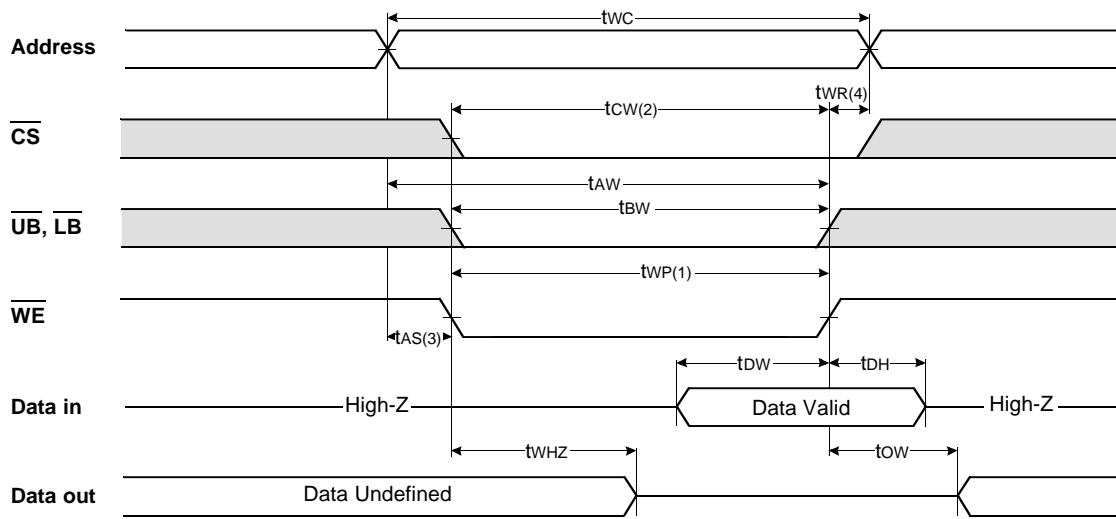 tWC
Address
tWR(4)
tCW(2)
CS
tAW
tBW
UB, LB
tWP(1)
WE
tAS(3)
tDW
tDH
Data in
High-Z
Data Valid
High-Z
tWHZ
tOW
Data out
Data Undefined